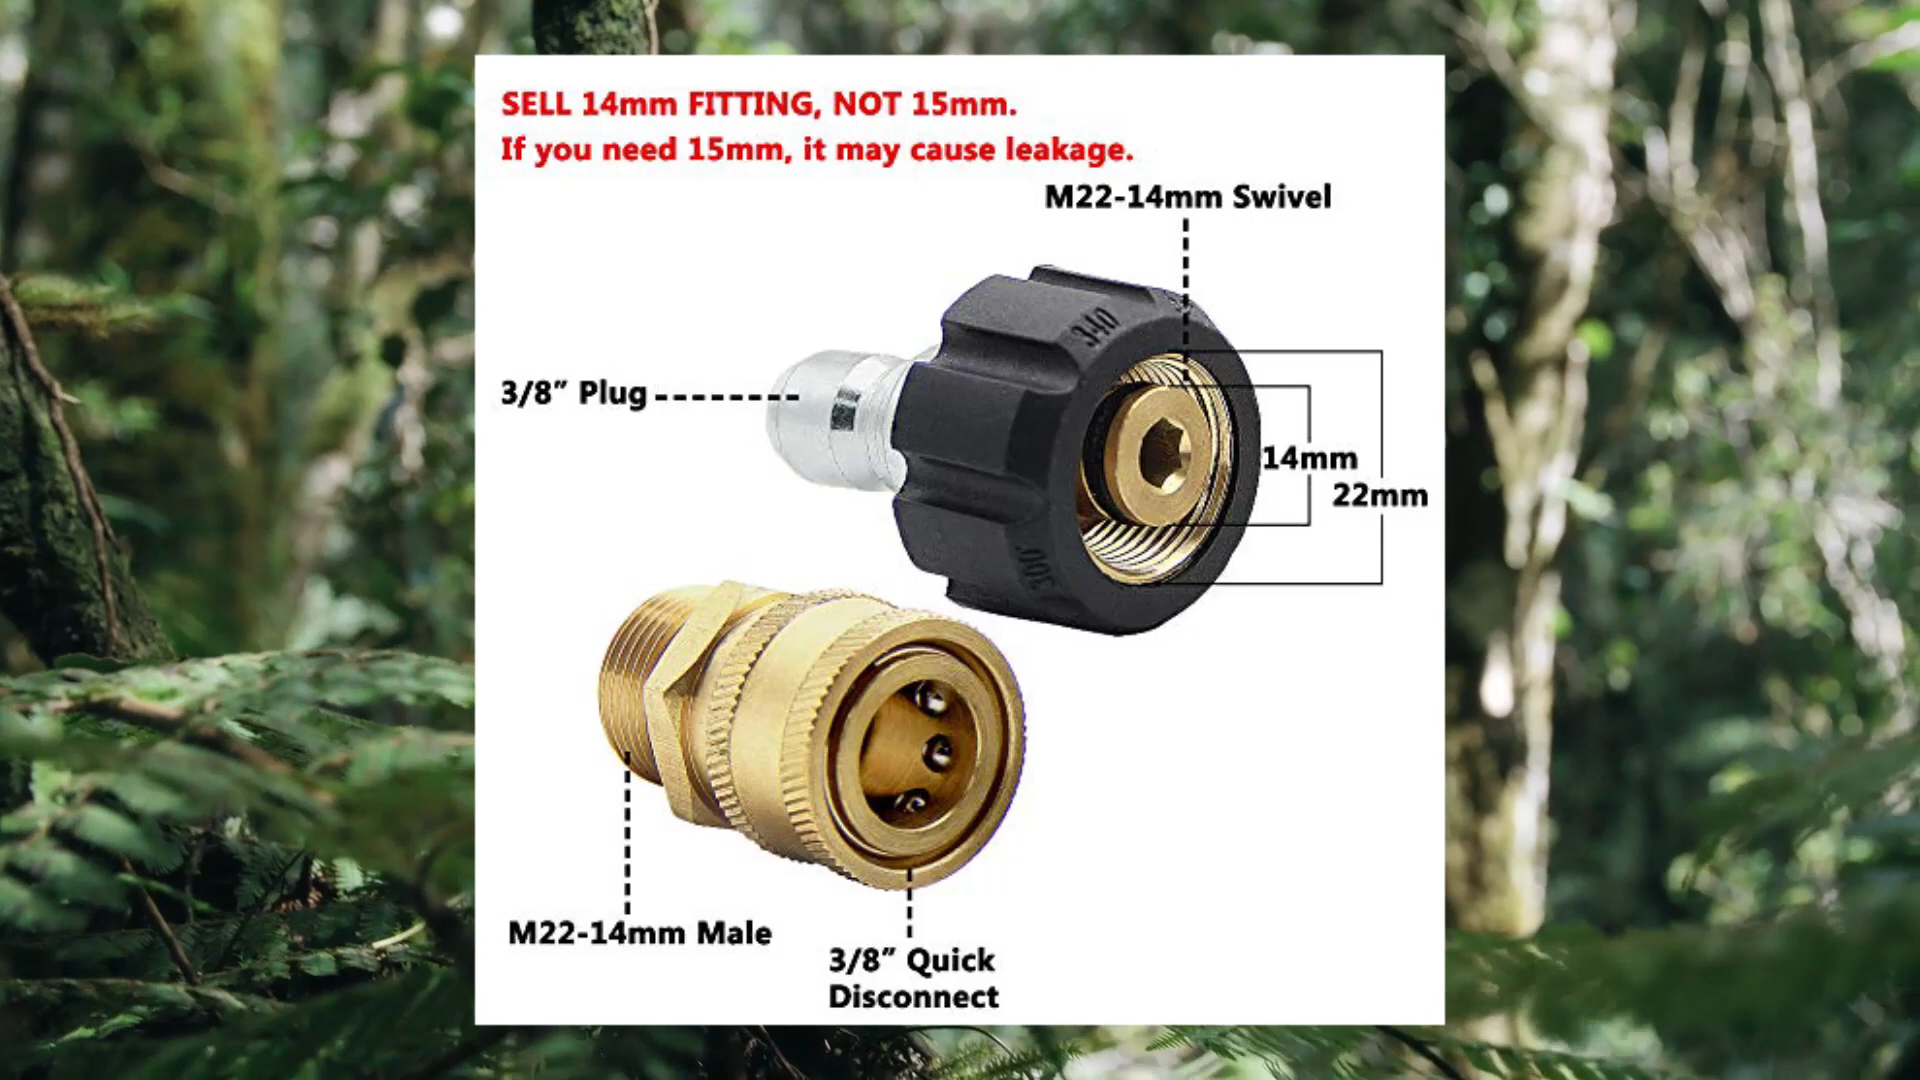 SELL 14mm FITTING, NOT 15mm.
If you need 15mm, it may cause leakage.
M22-14mm Swivel
3/8” Plug
14mm
22mm
M22-14mm Male
3/8” Quick
Disconnect